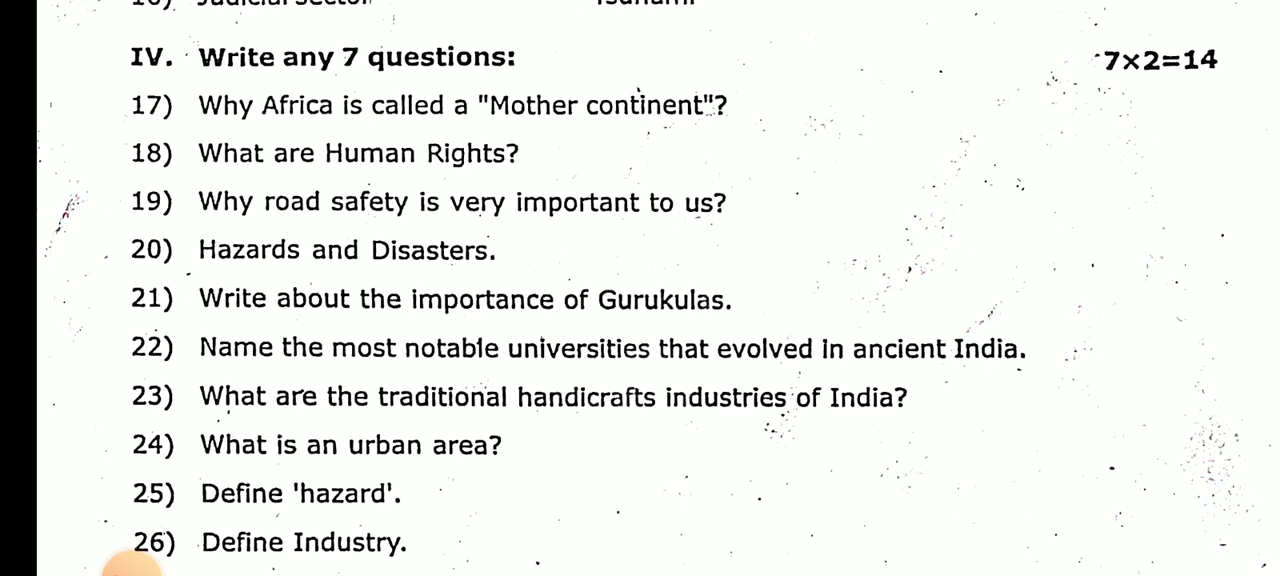 IV. Write any 7 questions: 7×2=14
17) Why Africa is called a "Mother continent"?
18) What are Human Rights?
19) Why road safety is very important to us?
20) Hazards and Disasters.
21) Write about the importance of Gurukulas.
22) Name the most notable universities that evolved in ancient India.
23) What are the traditional handicrafts industries of India?
24) What is an urban area?
25) Define 'hazard'.
26) Define Industry.